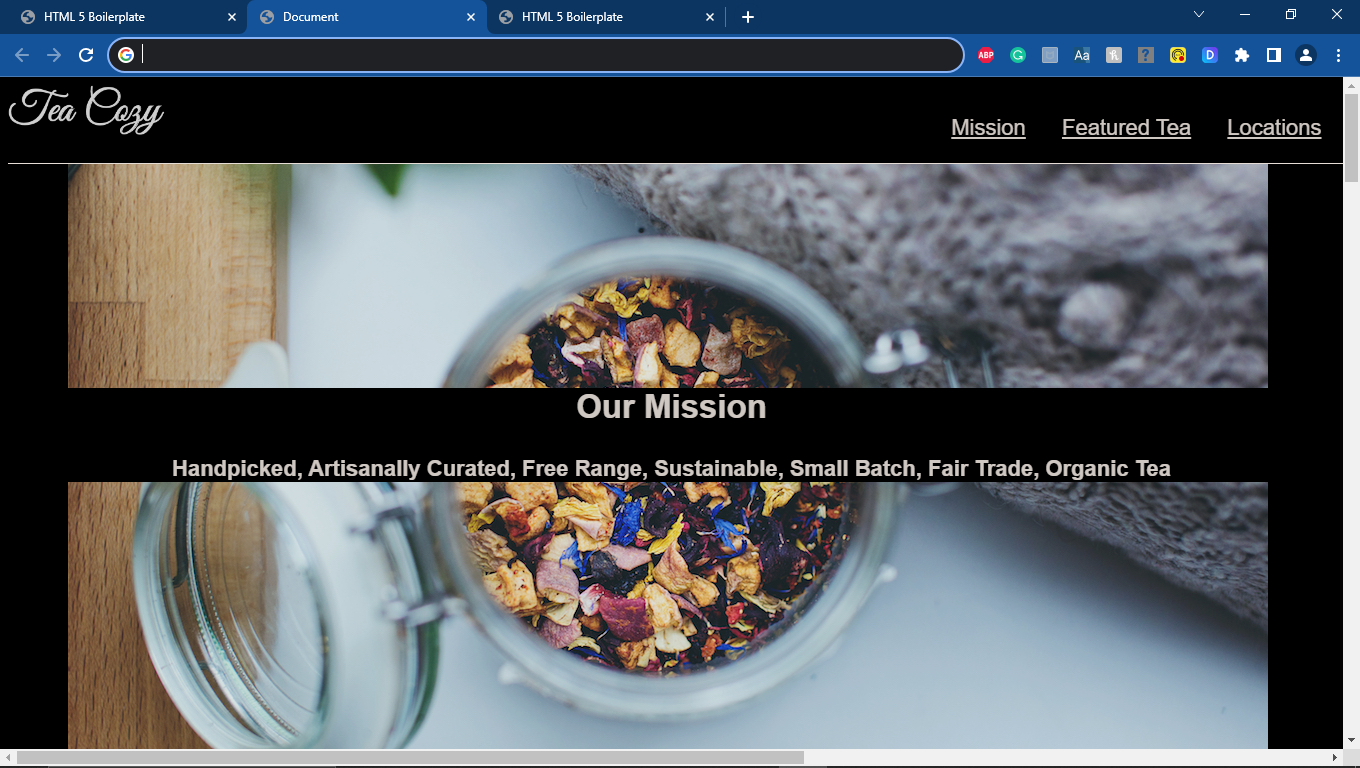 HTML 5 Boilerplate
Document
HTML 5 Boilerplate
ABP
G
Aa
?
D
Tea Cozy
Mission Featured Tea Locations
Our Mission
Handpicked, Artisanally Curated, Free Range, Sustainable, Small Batch, Fair Trade, Organic Tea